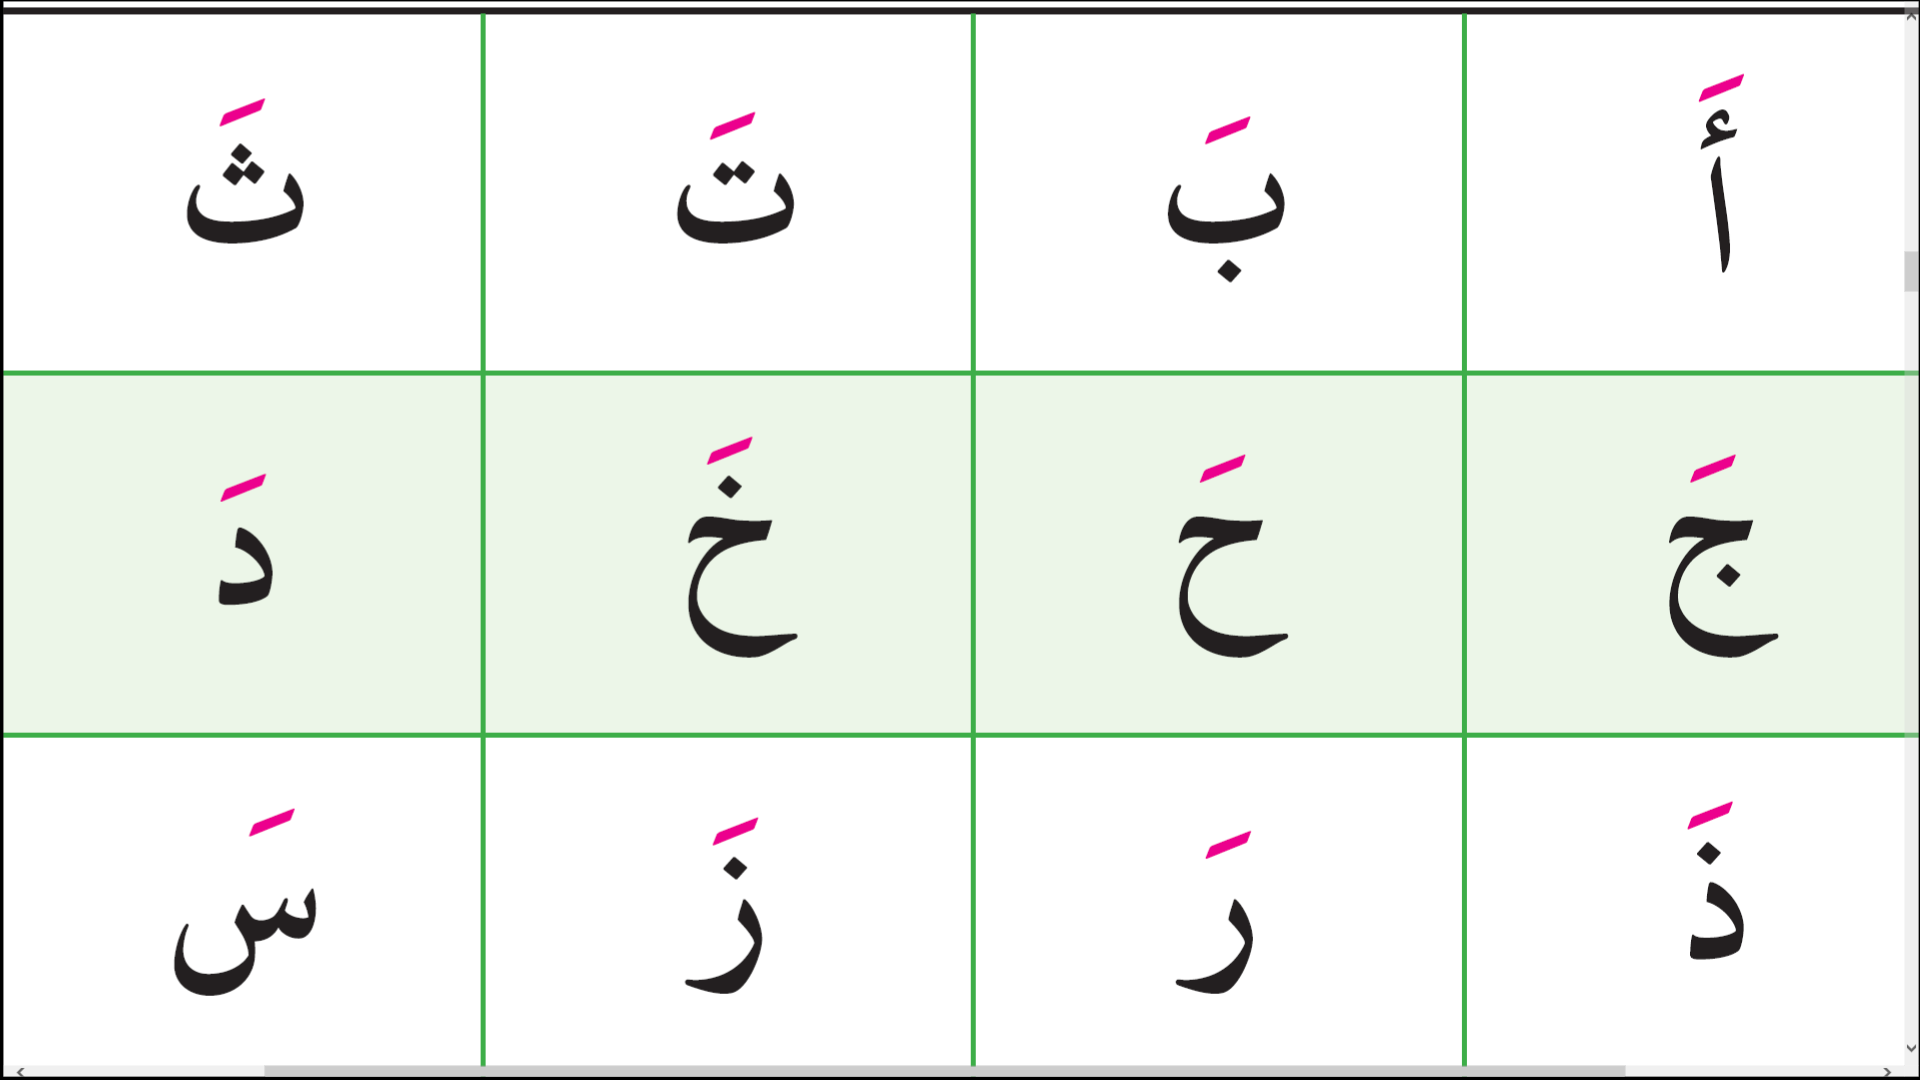 أَ بَ تَ ثَ
جَ حَ خَ دَ
ذَ رَ زَ سَ